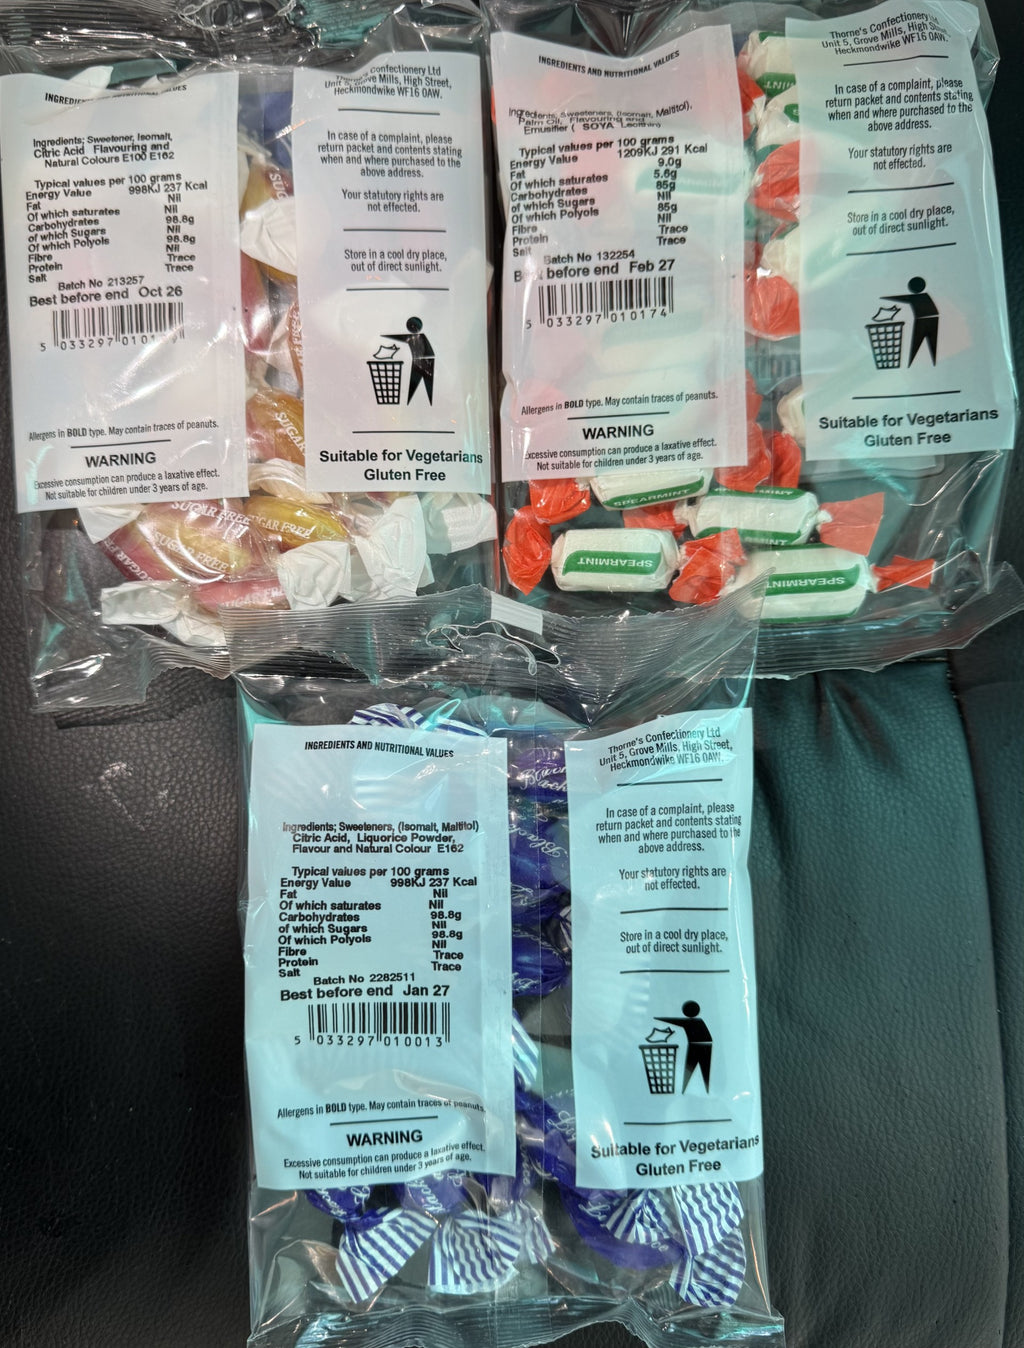 INGREDIENTS AND NUTRITIONAL VALUES
Ingredients; Sweetener, Isomalt,
Citric Acid Flavouring and
Natural Colours E100 E162
Typical values per 100 grams
Energy Value 998KJ 237 Kcal
Fat Nil
Of which saturates Nil
Carbohydrates 98.8g
of which Sugars Nil
Of which Polyols 98.8g
Fibre Nil
Protein Trace
Salt Trace
Batch No 213257
Best before end Oct 26
5 033297 010
Allergens in BOLD type. May contain traces of peanuts.
WARNING
Excessive consumption can produce a laxative effect.
Not suitable for children under 3 years of age.
Thorne's Confectionery Ltd
Unit 5, Grove Mills, High Street,
Heckmondwike WF16 0AW.
In case of a complaint, please
return packet and contents stating
when and where purchased to the
above address.
Your statutory rights are
not effected.
Store in a cool dry place,
out of direct sunlight.
Suitable for Vegetarians
Gluten Free
SUGAR
SUGAR FREE
SUGAR FREE
SUGAR FREE
SUGAR FREE
INGREDIENTS AND NUTRITIONAL VALUES
Ingredients; Sweeteners, (Isomalt, Maltitol),
Palm Oil, Flavouring and
Emusifier ( SOYA Lecithin)
Typical values per 100 grams
Energy Value 1209KJ 291 Kcal
Fat 9.0g
Of which saturates 5.6g
Carbohydrates 85g
of which Sugars Nil
Of which Polyols 85g
Fibre Nil
Protein Trace
Salt Trace
Batch No 132254
Best before end Feb 27
5 033297 010174
Allergens in BOLD type. May contain traces of peanuts.
WARNING
Excessive consumption can produce a laxative effect.
Not suitable for children under 3 years of age.
Thorne's Confectionery Ltd
Unit 5, Grove Mills, High Street,
Heckmondwike WF16 0AW.
In case of a complaint, please
return packet and contents stating
when and where purchased to the
above address.
Your statutory rights are
not effected.
Store in a cool dry place,
out of direct sunlight.
Suitable for Vegetarians
Gluten Free
SPEARMINT
SPEARMINT
SPEARMINT
INGREDIENTS AND NUTRITIONAL VALUES
Ingredients; Sweeteners, (Isomalt, Maltitol)
Citric Acid, Liquorice Powder,
Flavour and Natural Colour E162
Typical values per 100 grams
Energy Value 998KJ 237 Kcal
Fat Nil
Of which saturates Nil
Carbohydrates 98.8g
of which Sugars Nil
Of which Polyols 98.8g
Fibre Nil
Protein Trace
Salt Trace
Batch No 2282511
Best before end Jan 27
5 033297 010013
Allergens in BOLD type. May contain traces of peanuts.
WARNING
Excessive consumption can produce a laxative effect.
Not suitable for children under 3 years of age.
Thorne's Confectionery Ltd
Unit 5, Grove Mills, High Street,
Heckmondwike WF16 0AW.
In case of a complaint, please
return packet and contents stating
when and where purchased to the
above address.
Your statutory rights are
not effected.
Store in a cool dry place,
out of direct sunlight.
Suitable for Vegetarians
Gluten Free
Black